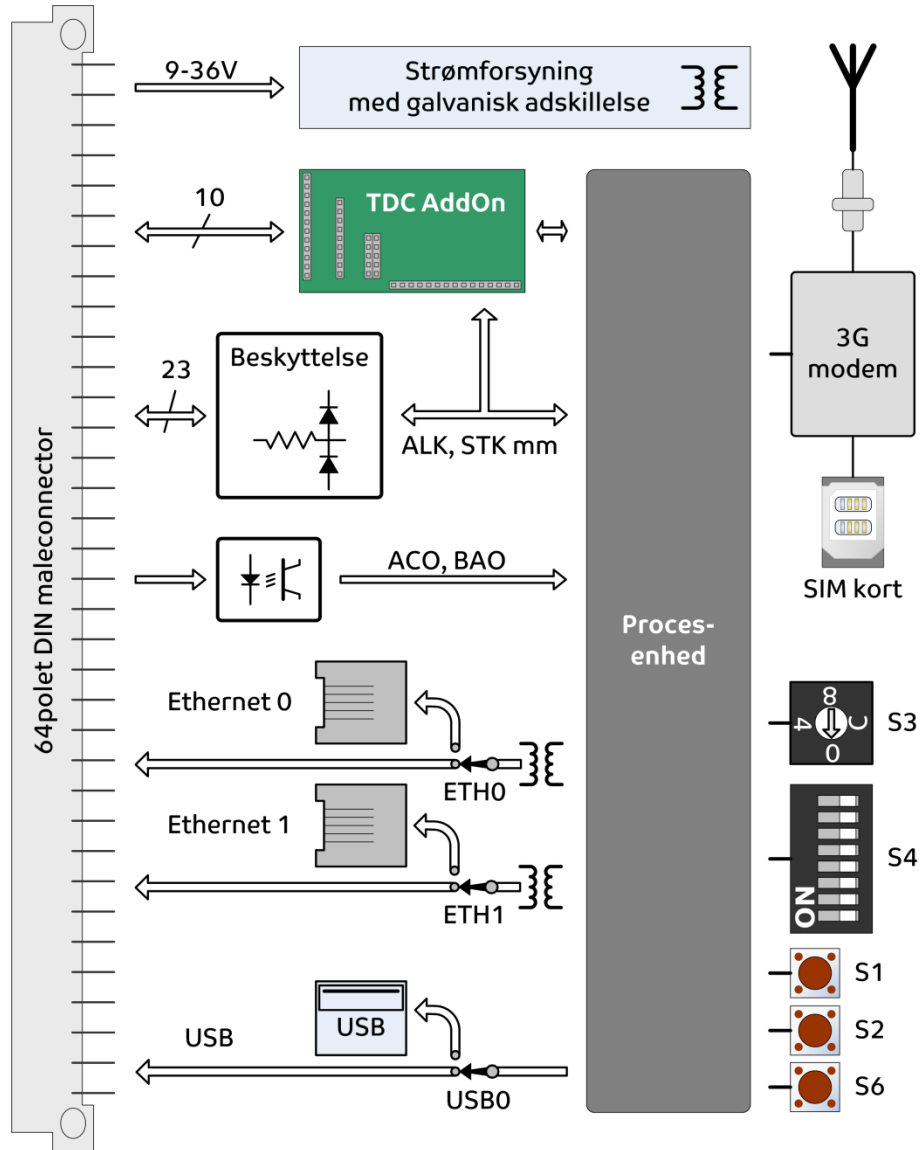 64polet DIN maleconnector
9-36V
Strømforsyning
med galvanisk adskillelse
10
TDC AddOn
23
Beskyttelse
ALK, STK mm
ACO, BAO
Proces-
enhed
Ethernet 0
ETH0
Ethernet 1
ETH1
USB
USB
USB0
3G
modem
SIM kort
8
4
C
0
S3
ON
S4
S1
S2
S6